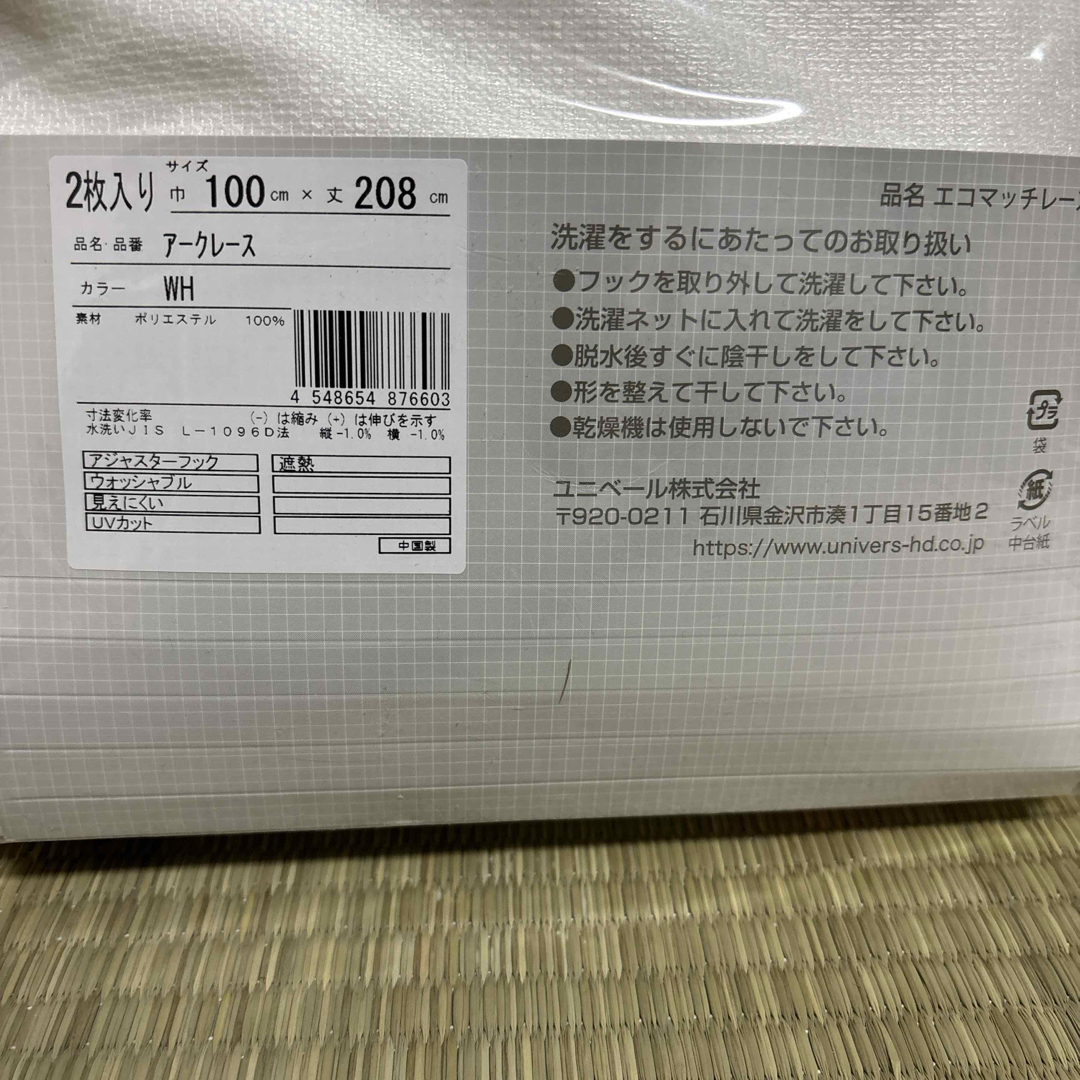 サイズ
2枚入り 巾 100cm × 丈 208 cm
品名・品番 アークレース
カラー WH
素材 ポリエステル 100%
4 548654 876603
寸法変化率 (-)は縮み(+)は伸びを示す
水洗いJIS L-1096D法 縦-1.0% 横-1.0%
アジャスターフック 遮熱
ウォッシャブル
見えにくい
UVカット
中国製
品名 エコマッチレース
洗濯をするにあたってのお取り扱い
●フックを取り外して洗濯して下さい。
●洗濯ネットに入れて洗濯をして下さい。
●脱水後すぐに陰干しをして下さい。
●形を整えて干して下さい。
●乾燥機は使用しないで下さい。
ユニベール株式会社
〒920-0211 石川県金沢市湊1丁目15番地2
https://www.univers-hd.co.jp
プラ
袋
紙
ラベル
中台紙